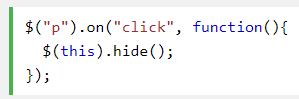 $("p").on("click", function(){
  $(this).hide();
});